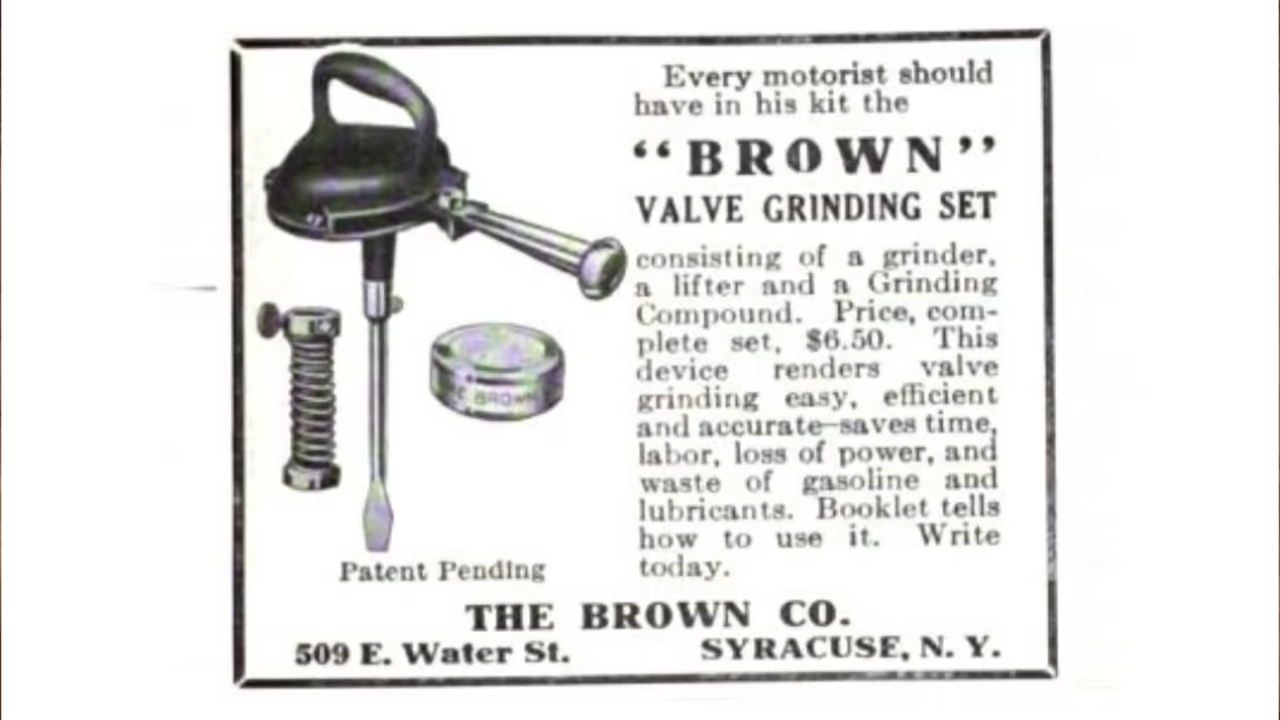 Every motorist should
have in his kit the
“BROWN”
VALVE GRINDING SET
consisting of a grinder,
a lifter and a Grinding
Compound. Price, com-
plete set, $6.50. This
device renders valve
grinding easy, efficient
and accurate—saves time,
labor, loss of power, and
waste of gasoline and
lubricants. Booklet tells
how to use it. Write
today.
E BROWN
Patent Pending
THE BROWN CO.
509 E. Water St. SYRACUSE, N. Y.